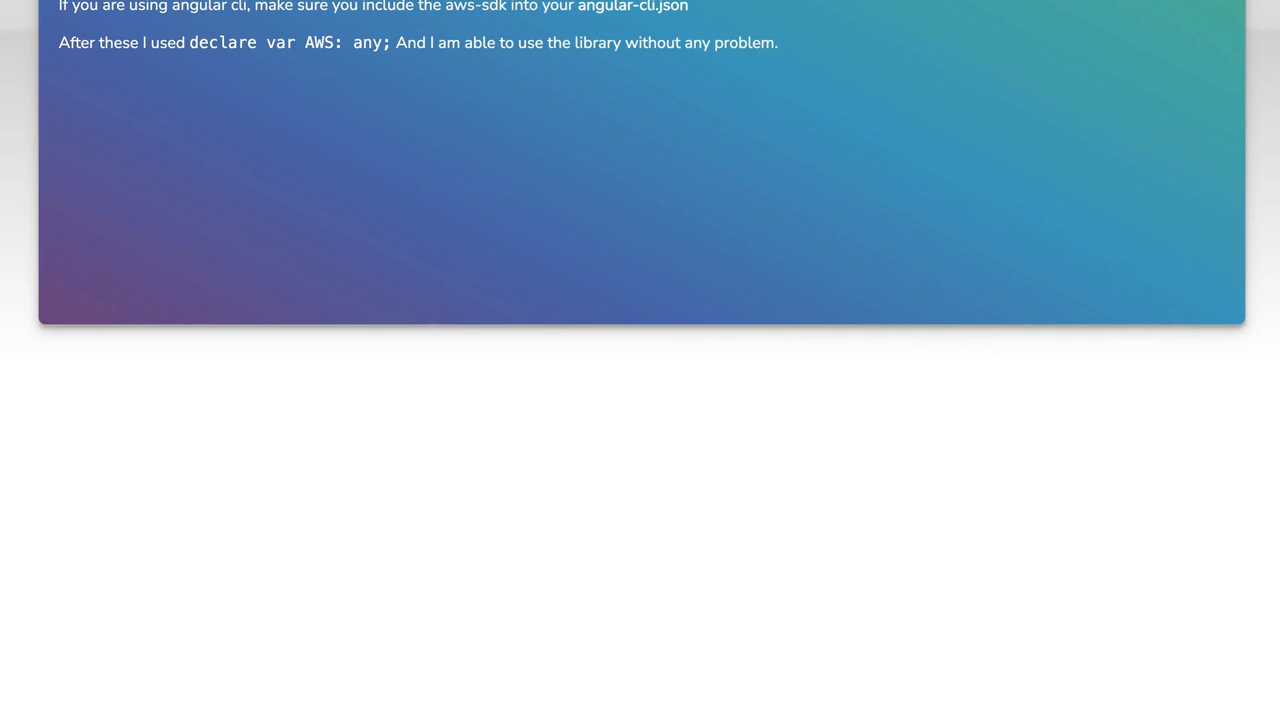 If you are using angular cli, make sure you include the aws-sdk into your angular-cli.json
After these I used declare var AWS: any; And I am able to use the library without any problem.